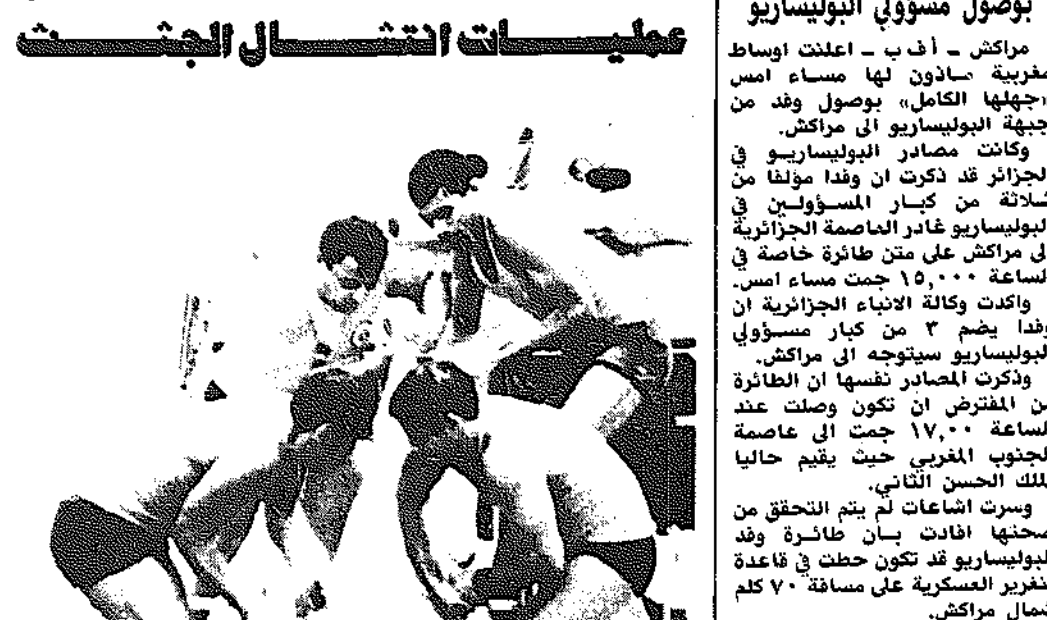 بوصول مسؤولي البوليساريو
مراكش ـ أ ف ب ـ اعلنت اوساط
مغربية ماذون لها مساء امس
«جهلها الكامل» بوصول وفد من
جبهة البوليساريو الى مراكش.
وكانت مصادر البوليساريو في
الجزائر قد ذكرت ان وفدا مؤلفا من
ثلاثة من كبار المسؤولين في
البوليساريو غادر العاصمة الجزائرية
الى مراكش على متن طائرة خاصة في
الساعة ١٥,٠٠٠ جمت مساء امس.
واكدت وكالة الانباء الجزائرية ان
وفدا يضم ٣ من كبار مسؤولي
البوليساريو سيتوجه الى مراكش.
وذكرت المصادر نفسها ان الطائرة
من المفترض ان تكون وصلت عند
الساعة ١٧,٠٠ جمت الى عاصمة
الجنوب المغربي حيث يقيم حاليا
الملك الحسن الثاني.
وسرت اشاعات لم يتم التحقق من
صحتها افادت بان طائرة وفد
البوليساريو قد تكون حطت في قاعدة
بنغرير العسكرية على مسافة ٧٠ كلم
شمال مراكش.
عمليات انتشال الجثث